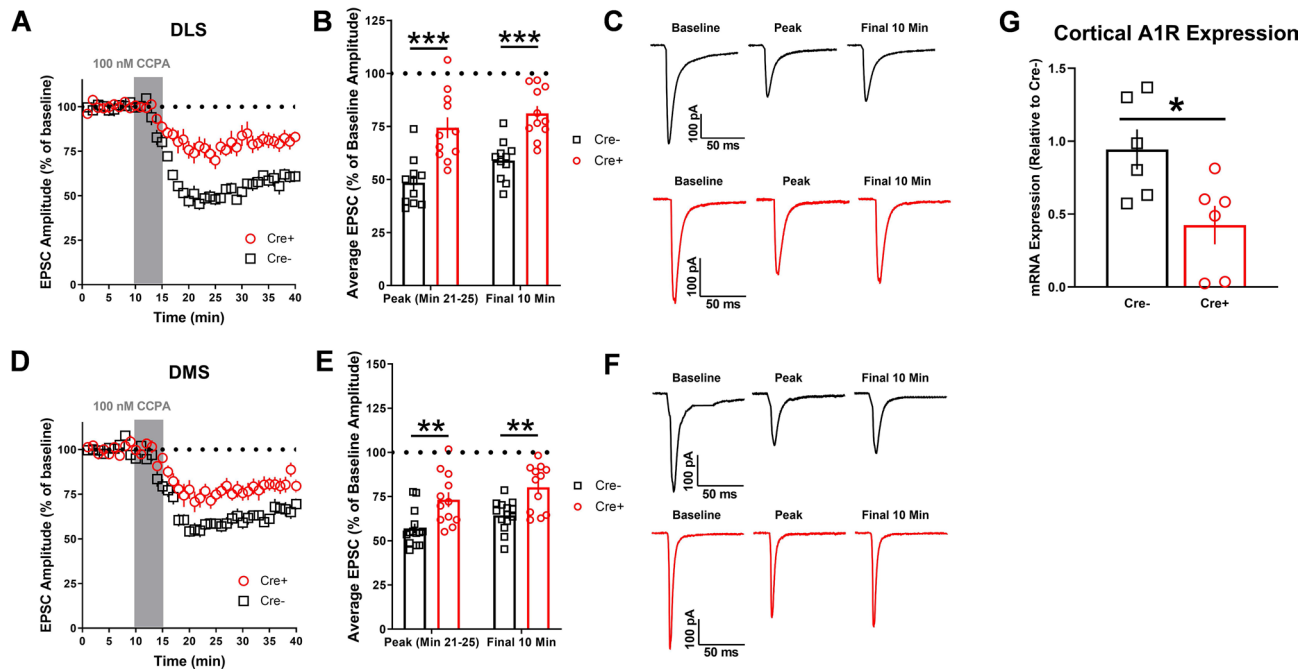 A
DLS
100 nM CCPA
EPSC Amplitude (% of baseline)
125
100
75
50
25
0
0 5 10 15 20 25 30 35 40
Time (min)
Cre+
Cre-
B
Average EPSC (% of Baseline Amplitude)
125
100
75
50
25
0
*** ***
Peak (Min 21-25) Final 10 Min
Cre-
Cre+
C
Baseline Peak Final 10 Min
100 pA
50 ms
Baseline Peak Final 10 Min
100 pA
50 ms
G
Cortical A1R Expression
mRNA Expression (Relative to Cre-)
1.5
1.0
0.5
0.0
*
Cre- Cre+
D
DMS
100 nM CCPA
EPSC Amplitude (% of baseline)
125
100
75
50
25
0
0 5 10 15 20 25 30 35 40
Time (min)
Cre+
Cre-
E
Average EPSC (% of Baseline Amplitude)
150
125
100
75
50
25
0
** **
Peak (Min 21-25) Final 10 Min
Cre-
Cre+
F
Baseline Peak Final 10 Min
100 pA
50 ms
Baseline Peak Final 10 Min
100 pA
50 ms